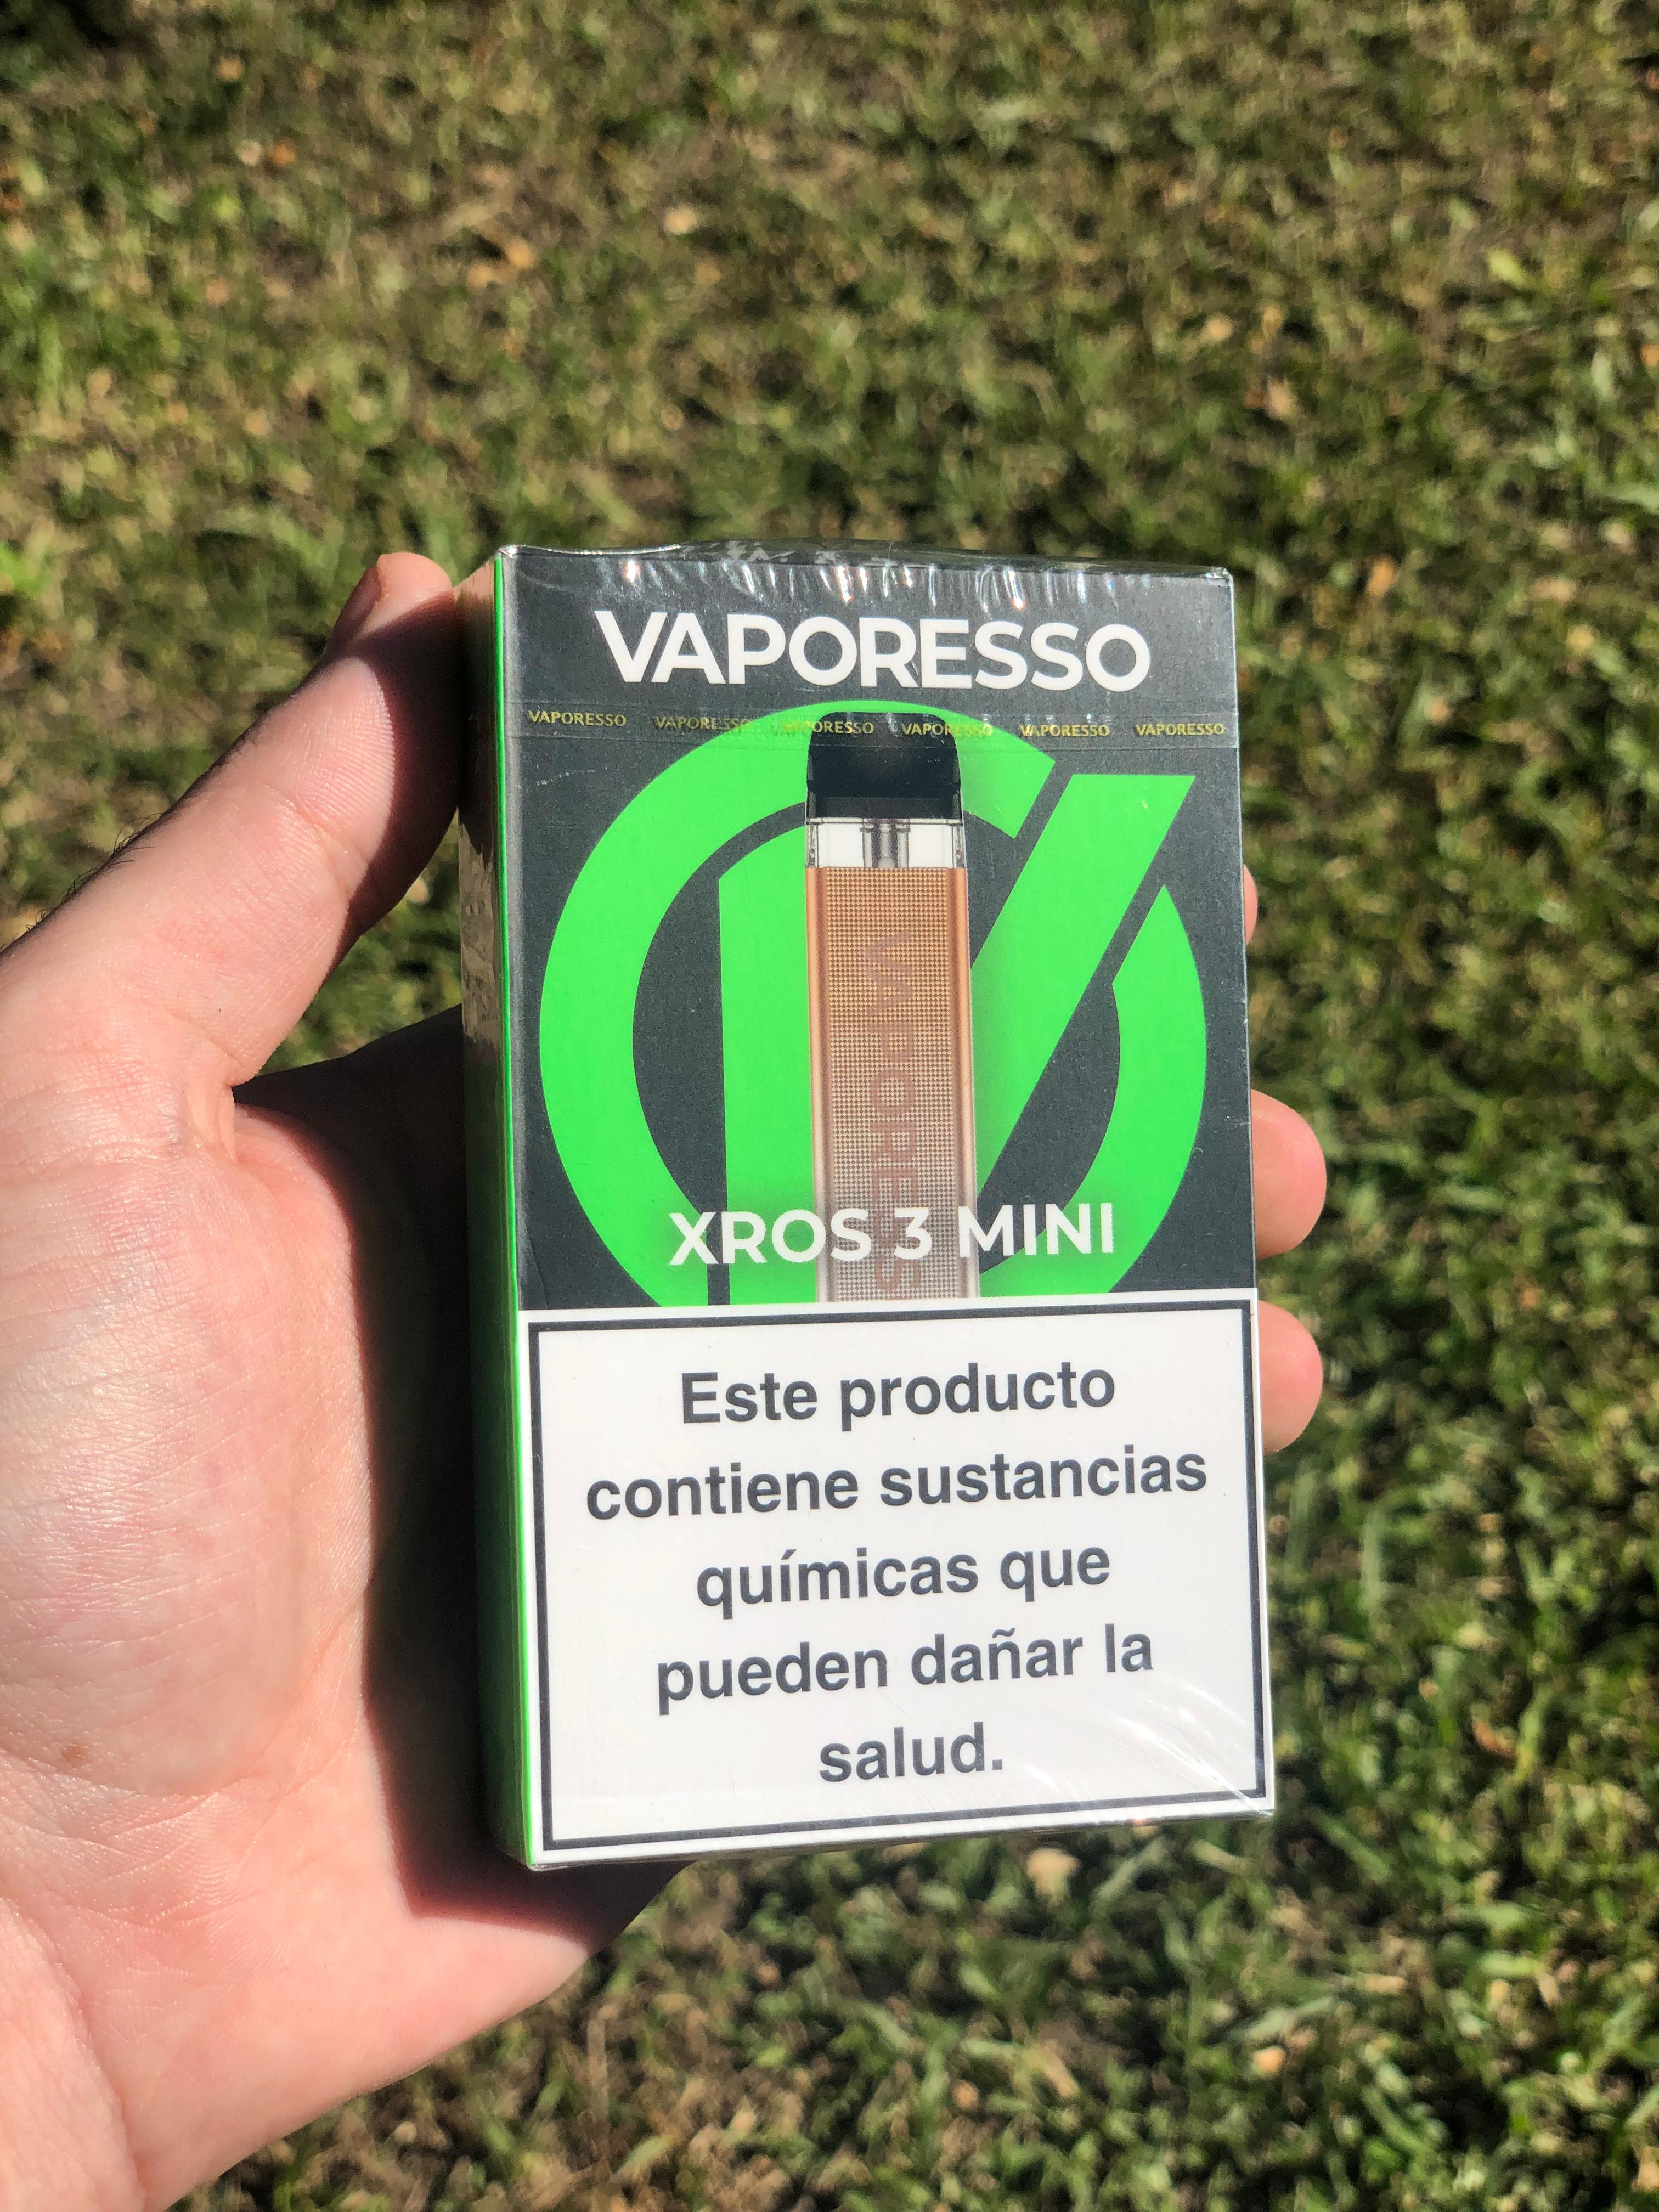 VAPORESSO
VAPORESSO VAPORESSO VAPORESSO VAPORESSO VAPORESSO VAPORESSO
VAPORESSO
XROS 3 MINI
Este producto
contiene sustancias
químicas que
pueden dañar la
salud.